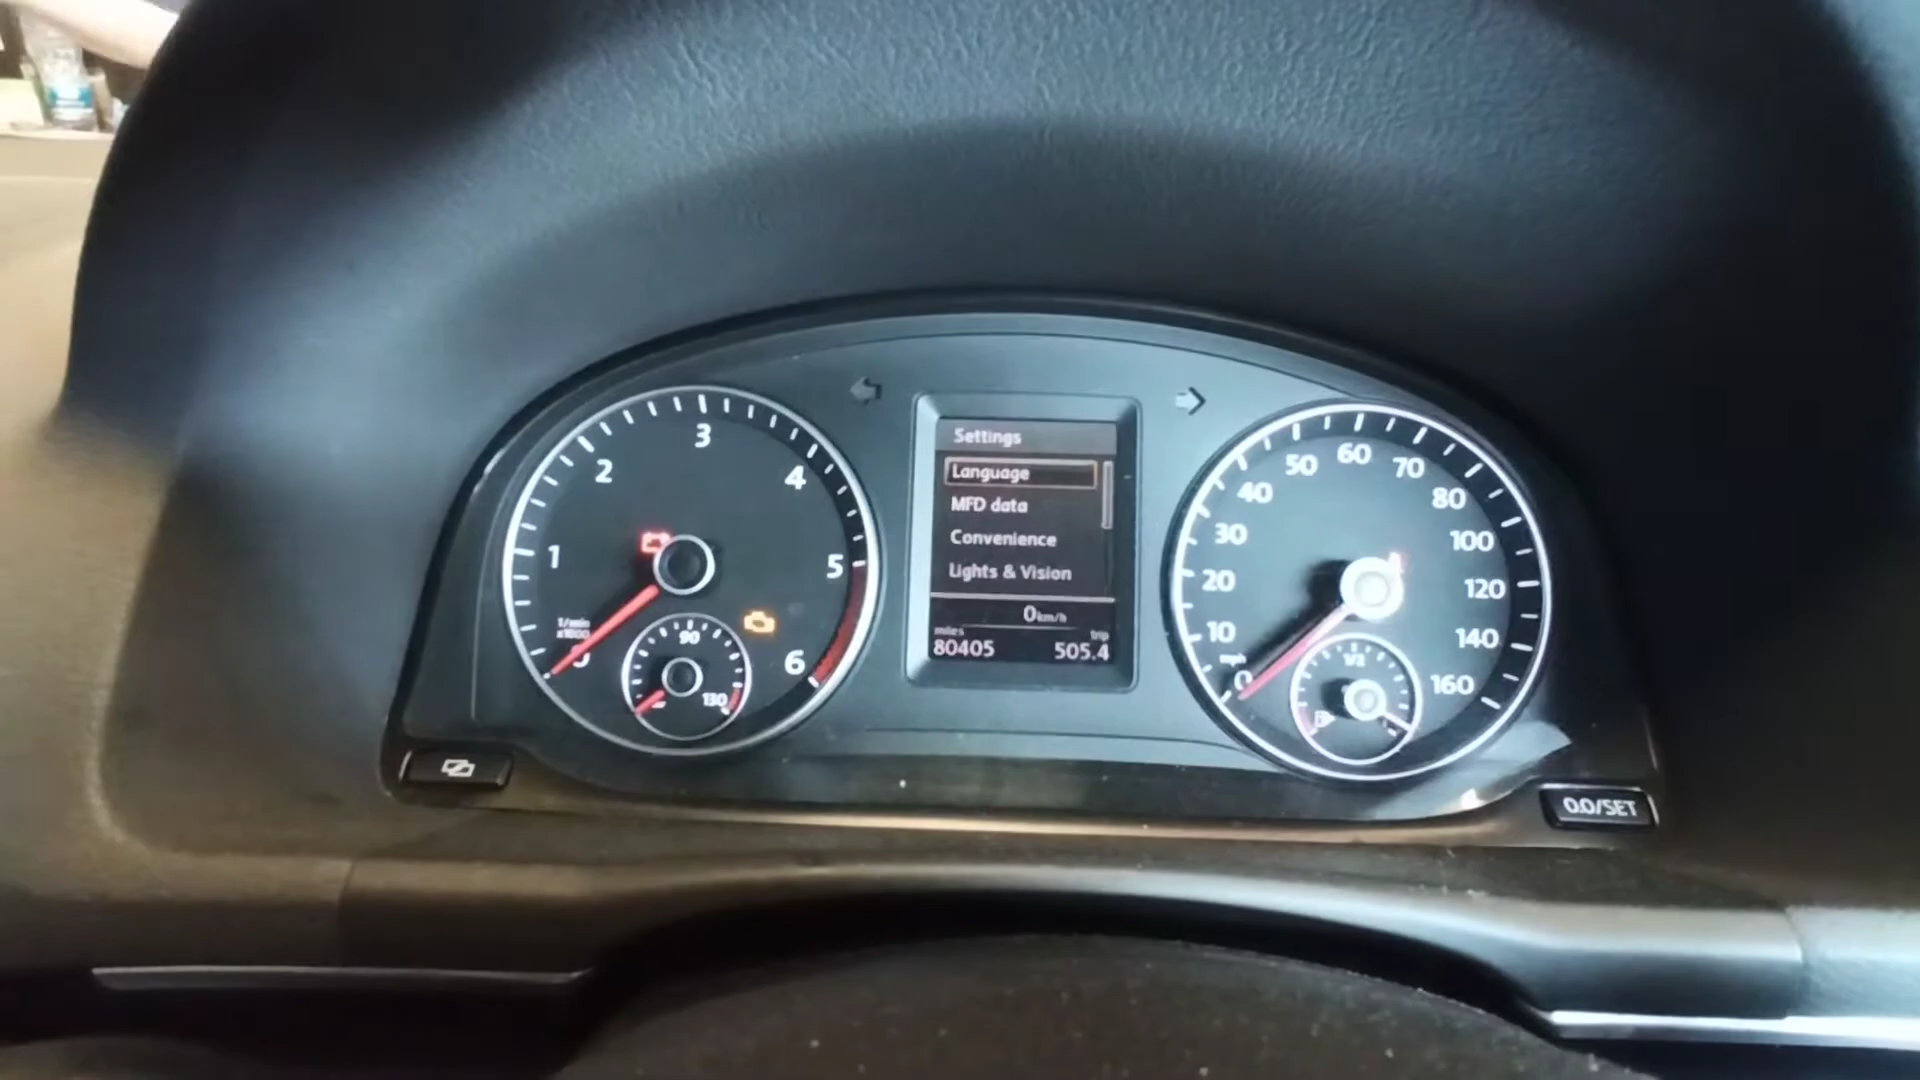 Settings
Language
MFD data
Convenience
Lights & Vision
0 km/h
miles
trip
80405
505.4
1
2
3
4
5
6
1/min
x1000
90
130
0
10
20
30
40
50
60
70
80
100
120
140
160
mph
1/2
0.0/SET